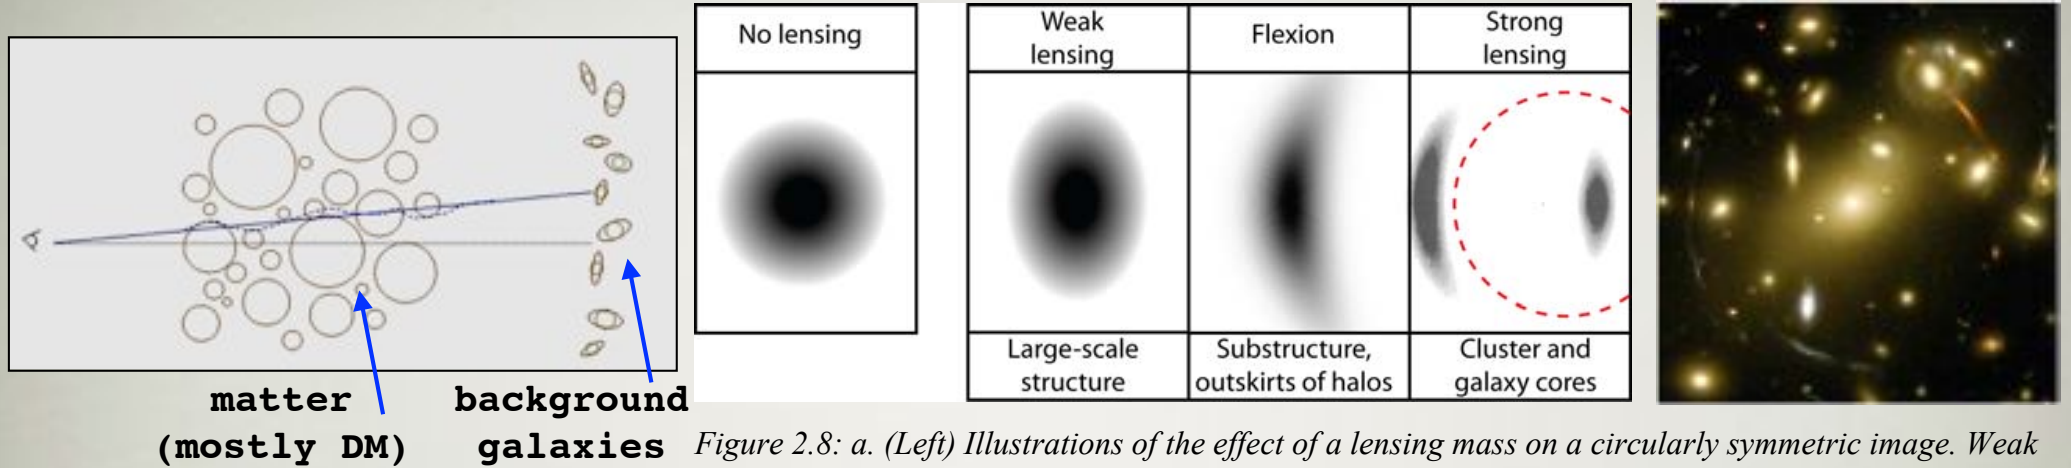 matter
(mostly DM)
background
galaxies
No lensing
Weak
lensing
Flexion
Strong
lensing
Large-scale
structure
Substructure,
outskirts of halos
Cluster and
galaxy cores
Figure 2.8: a. (Left) Illustrations of the effect of a lensing mass on a circularly symmetric image. Weak